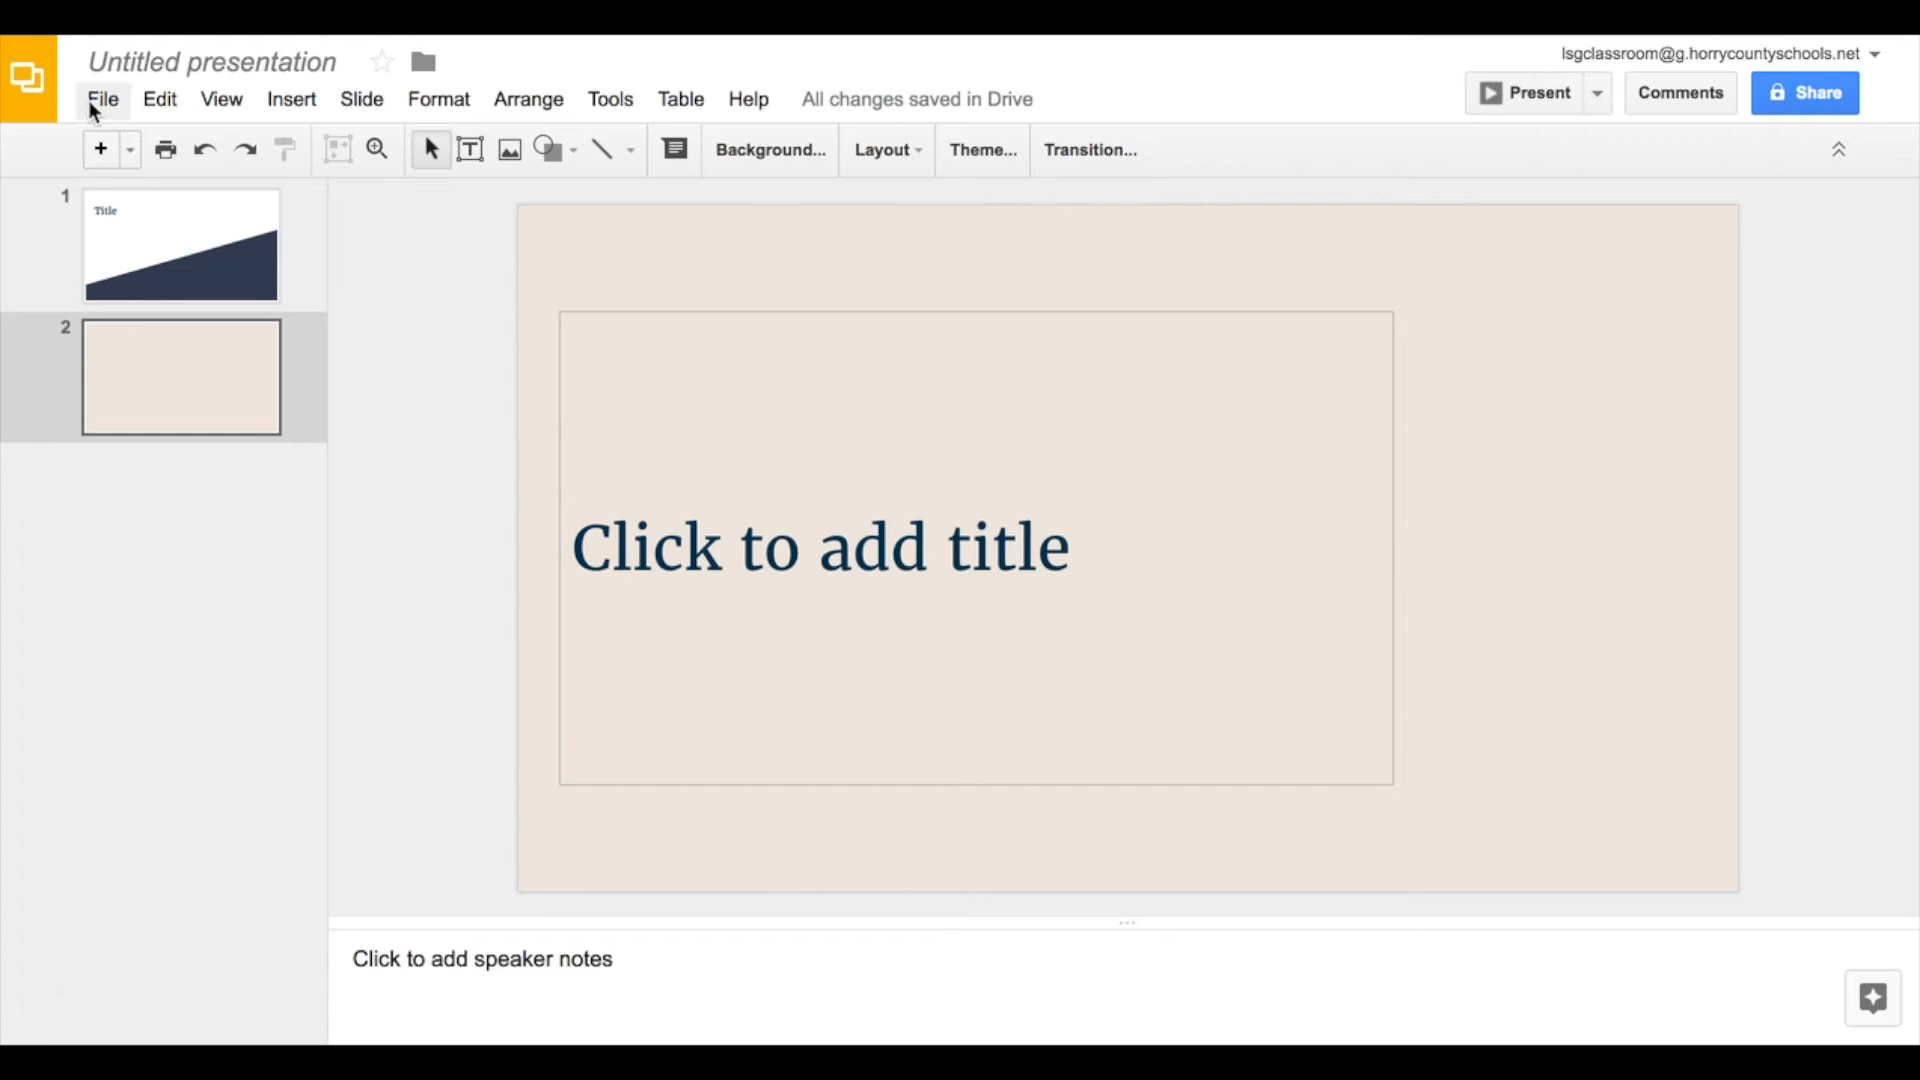 Untitled presentation
lsgclassroom@g.horrycountyschools.net
File Edit View Insert Slide Format Arrange Tools Table Help All changes saved in Drive
Present Comments Share
Background... Layout Theme... Transition...
1
Title
2
Click to add title
Click to add speaker notes